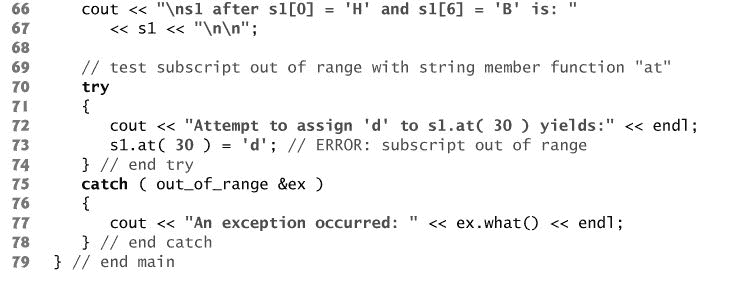 66 cout << "\ns1 after s1[0] = 'H' and s1[6] = 'B' is: "
67 << s1 << "\n\n";
68
69 // test subscript out of range with string member function "at"
70 try
71 {
72 cout << "Attempt to assign 'd' to s1.at( 30 ) yields:" << endl;
73 s1.at( 30 ) = 'd'; // ERROR: subscript out of range
74 } // end try
75 catch ( out_of_range &ex )
76 {
77 cout << "An exception occurred: " << ex.what() << endl;
78 } // end catch
79 } // end main